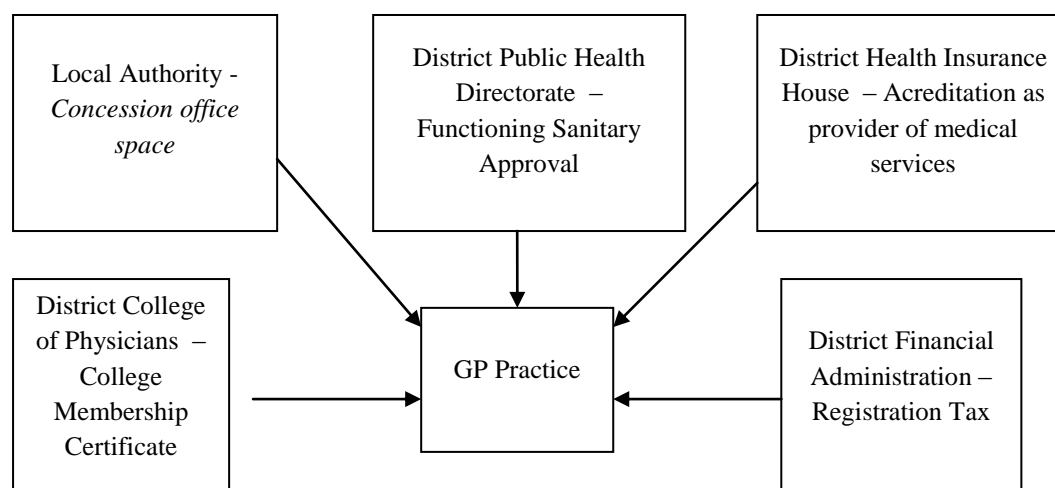 Local Authority -
Concession office
space
District Public Health
Directorate –
Functioning Sanitary
Approval
District Health Insurance
House – Acreditation as
provider of medical
services
District College
of Physicians –
College
Membership
Certificate
GP Practice
District Financial
Administration –
Registration Tax